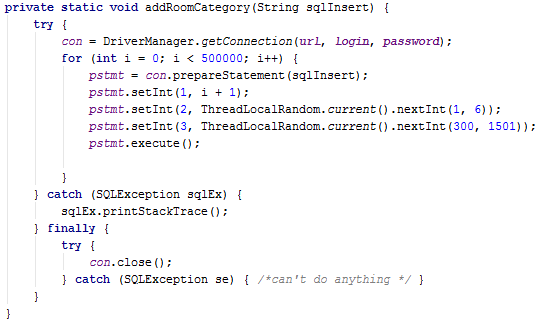 private static void addRoomCategory(String sqlInsert) {
    try {
        con = DriverManager.getConnection(url, login, password);
        for (int i = 0; i < 500000; i++) {
            pstmt = con.prepareStatement(sqlInsert);
            pstmt.setInt(1, i + 1);
            pstmt.setInt(2, ThreadLocalRandom.current().nextInt(1, 6));
            pstmt.setInt(3, ThreadLocalRandom.current().nextInt(300, 1501));
            pstmt.execute();

        }
    } catch (SQLException sqlEx) {
        sqlEx.printStackTrace();
    } finally {
        try {
            con.close();
        } catch (SQLException se) { /*can't do anything */ }
    }
}